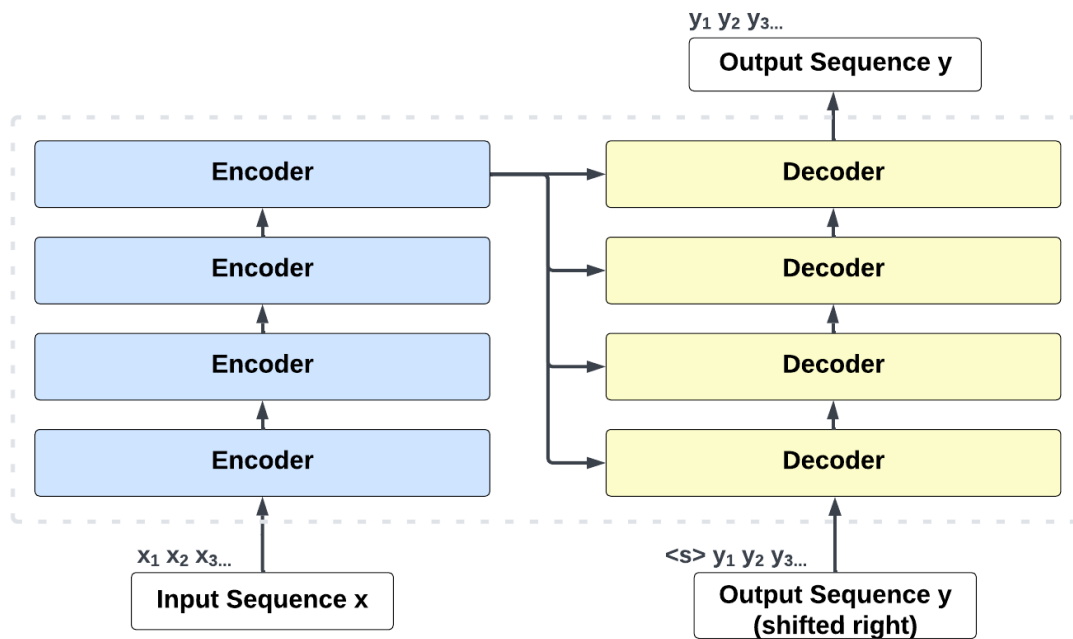 y₁ y₂ y₃...
Output Sequence y
Encoder
Decoder
Encoder
Decoder
Encoder
Decoder
Encoder
Decoder
x₁ x₂ x₃...
<s> y₁ y₂ y₃...
Input Sequence x
Output Sequence y
(shifted right)